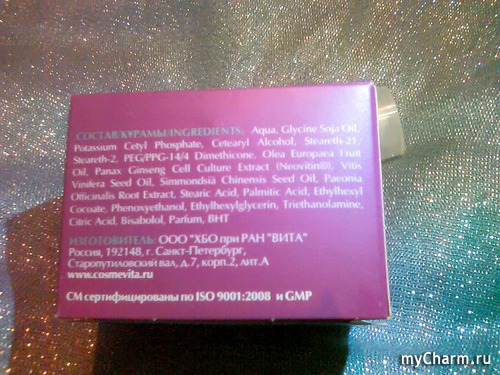 СОСТАВ/КУРАМЫ/INGREDIENTS: Aqua, Glycine Soja Oil,
Potassium Cetyl Phosphate, Cetearyl Alcohol, Steareth-21,
Steareth-2, PEG/PPG-14/4 Dimethicone, Olea Europaea Fruit
Oil, Panax Ginseng Cell Culture Extract (Neovitin®), Vitis
Vinifera Seed Oil, Simmondsia Chinensis Seed Oil, Paeonia
Officinalis Root Extract, Stearic Acid, Palmitic Acid, Ethylhexyl
Cocoate, Phenoxyethanol, Ethylhexylglycerin, Triethanolamine,
Citric Acid, Bisabolol, Parfum, BHT
ИЗГОТОВИТЕЛЬ: ООО "ХБО при РАН "ВИТА"
Россия, 192148, г. Санкт-Петербург,
Старопутиловский вал, д.7, корп.2, лит.А
www.cosmevita.ru
СМ сертифицированы по ISO 9001:2008 и GMP
myCharm.ru